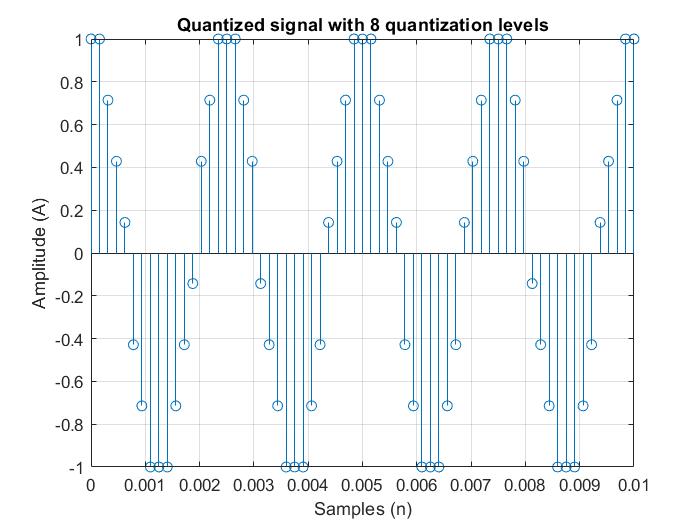 Quantized signal with 8 quantization levels
1
0.8
0.6
0.4
0.2
0
-0.2
-0.4
-0.6
-0.8
-1
Amplitude (A)
0 0.001 0.002 0.003 0.004 0.005 0.006 0.007 0.008 0.009 0.01
Samples (n)